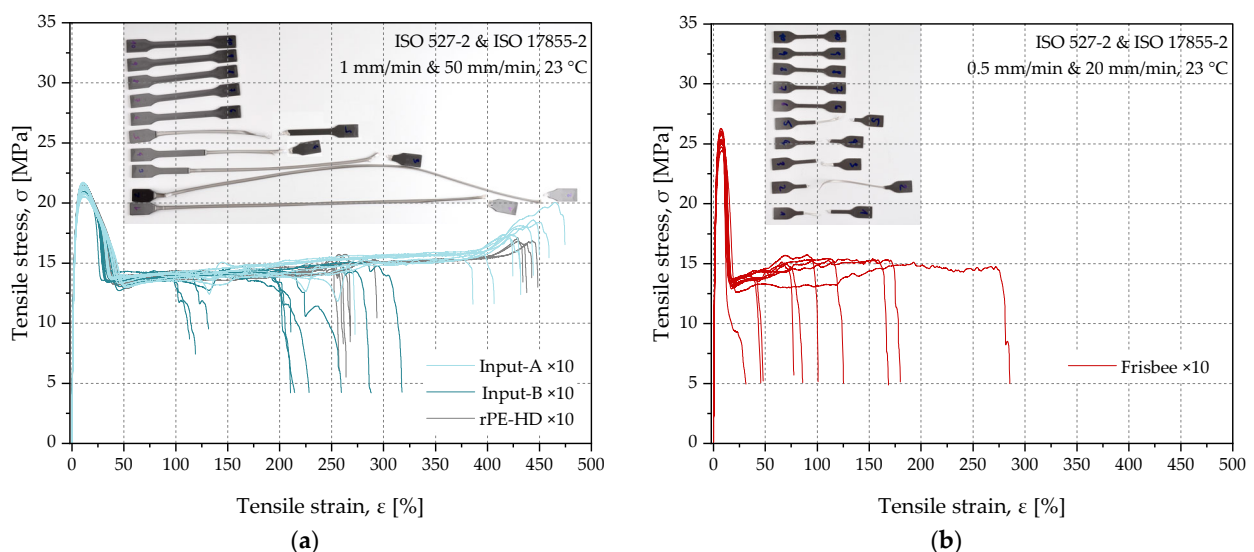 ISO 527-2 & ISO 17855-2
1 mm/min & 50 mm/min, 23 °C
Tensile stress, σ [MPa]
35
30
25
20
15
10
5
0
Input-A ×10
Input-B ×10
rPE-HD ×10
0 50 100 150 200 250 300 350 400 450 500
Tensile strain, ε [%]
(a)
ISO 527-2 & ISO 17855-2
0.5 mm/min & 20 mm/min, 23 °C
Tensile stress, σ [MPa]
35
30
25
20
15
10
5
0
Frisbee ×10
0 50 100 150 200 250 300 350 400 450 500
Tensile strain, ε [%]
(b)